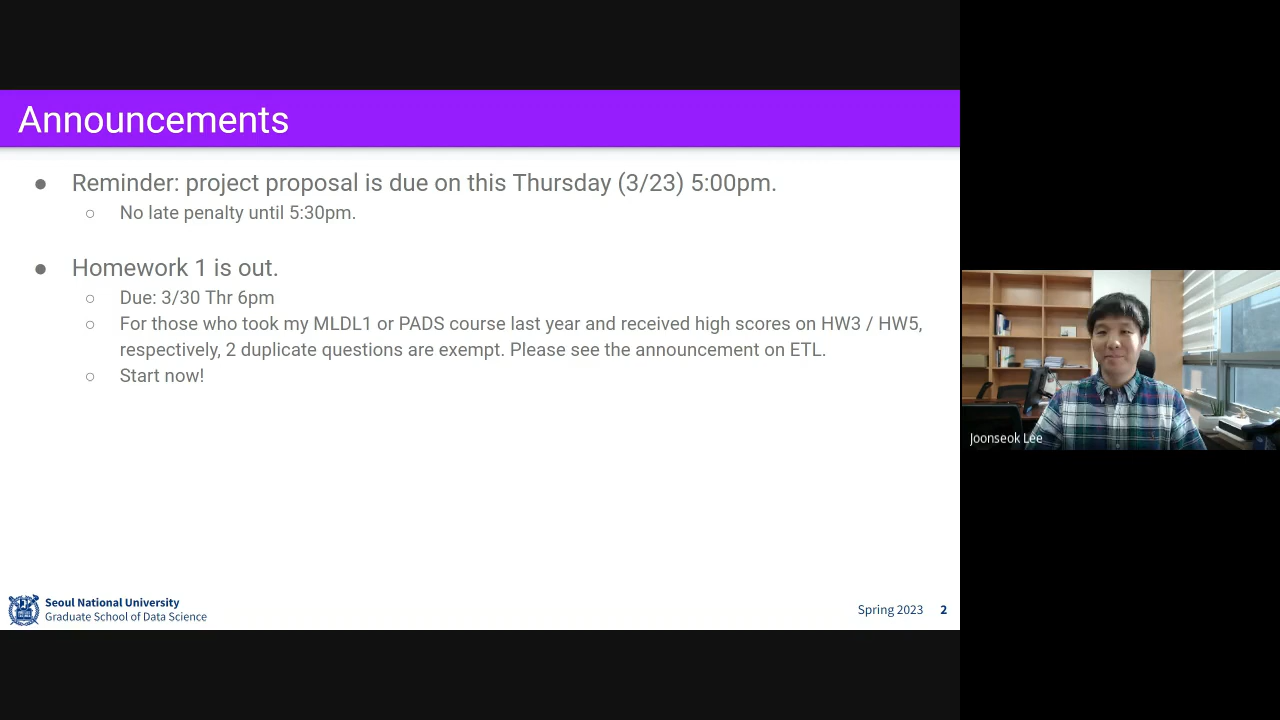 Announcements
● Reminder: project proposal is due on this Thursday (3/23) 5:00pm.
○ No late penalty until 5:30pm.
● Homework 1 is out.
○ Due: 3/30 Thr 6pm
○ For those who took my MLDL1 or PADS course last year and received high scores on HW3 / HW5,
respectively, 2 duplicate questions are exempt. Please see the announcement on ETL.
○ Start now!
Joonseok Lee
Seoul National University
Graduate School of Data Science
Spring 2023 2